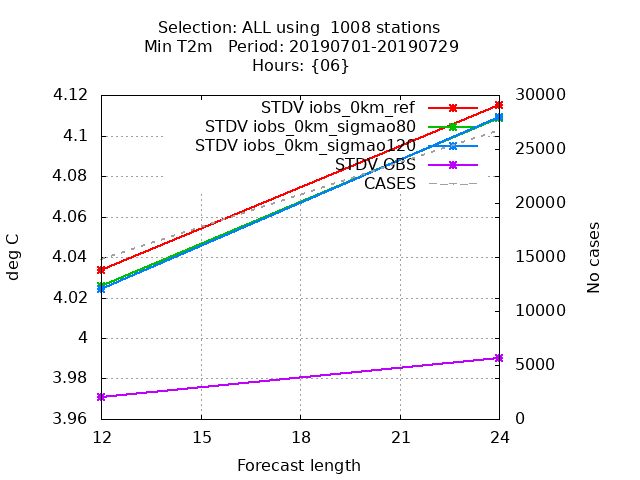 Selection: ALL using  1008 stations
Min T2m   Period: 20190701-20190729
Hours: {06}
4.12
4.1
4.08
4.06
4.04
4.02
4
3.98
3.96
deg C
30000
25000
20000
15000
10000
5000
0
No cases
STDV iobs_0km_ref
STDV iobs_0km_sigmao80
STDV iobs_0km_sigmao120
STDV OBS
CASES
12
15
18
21
24
Forecast length